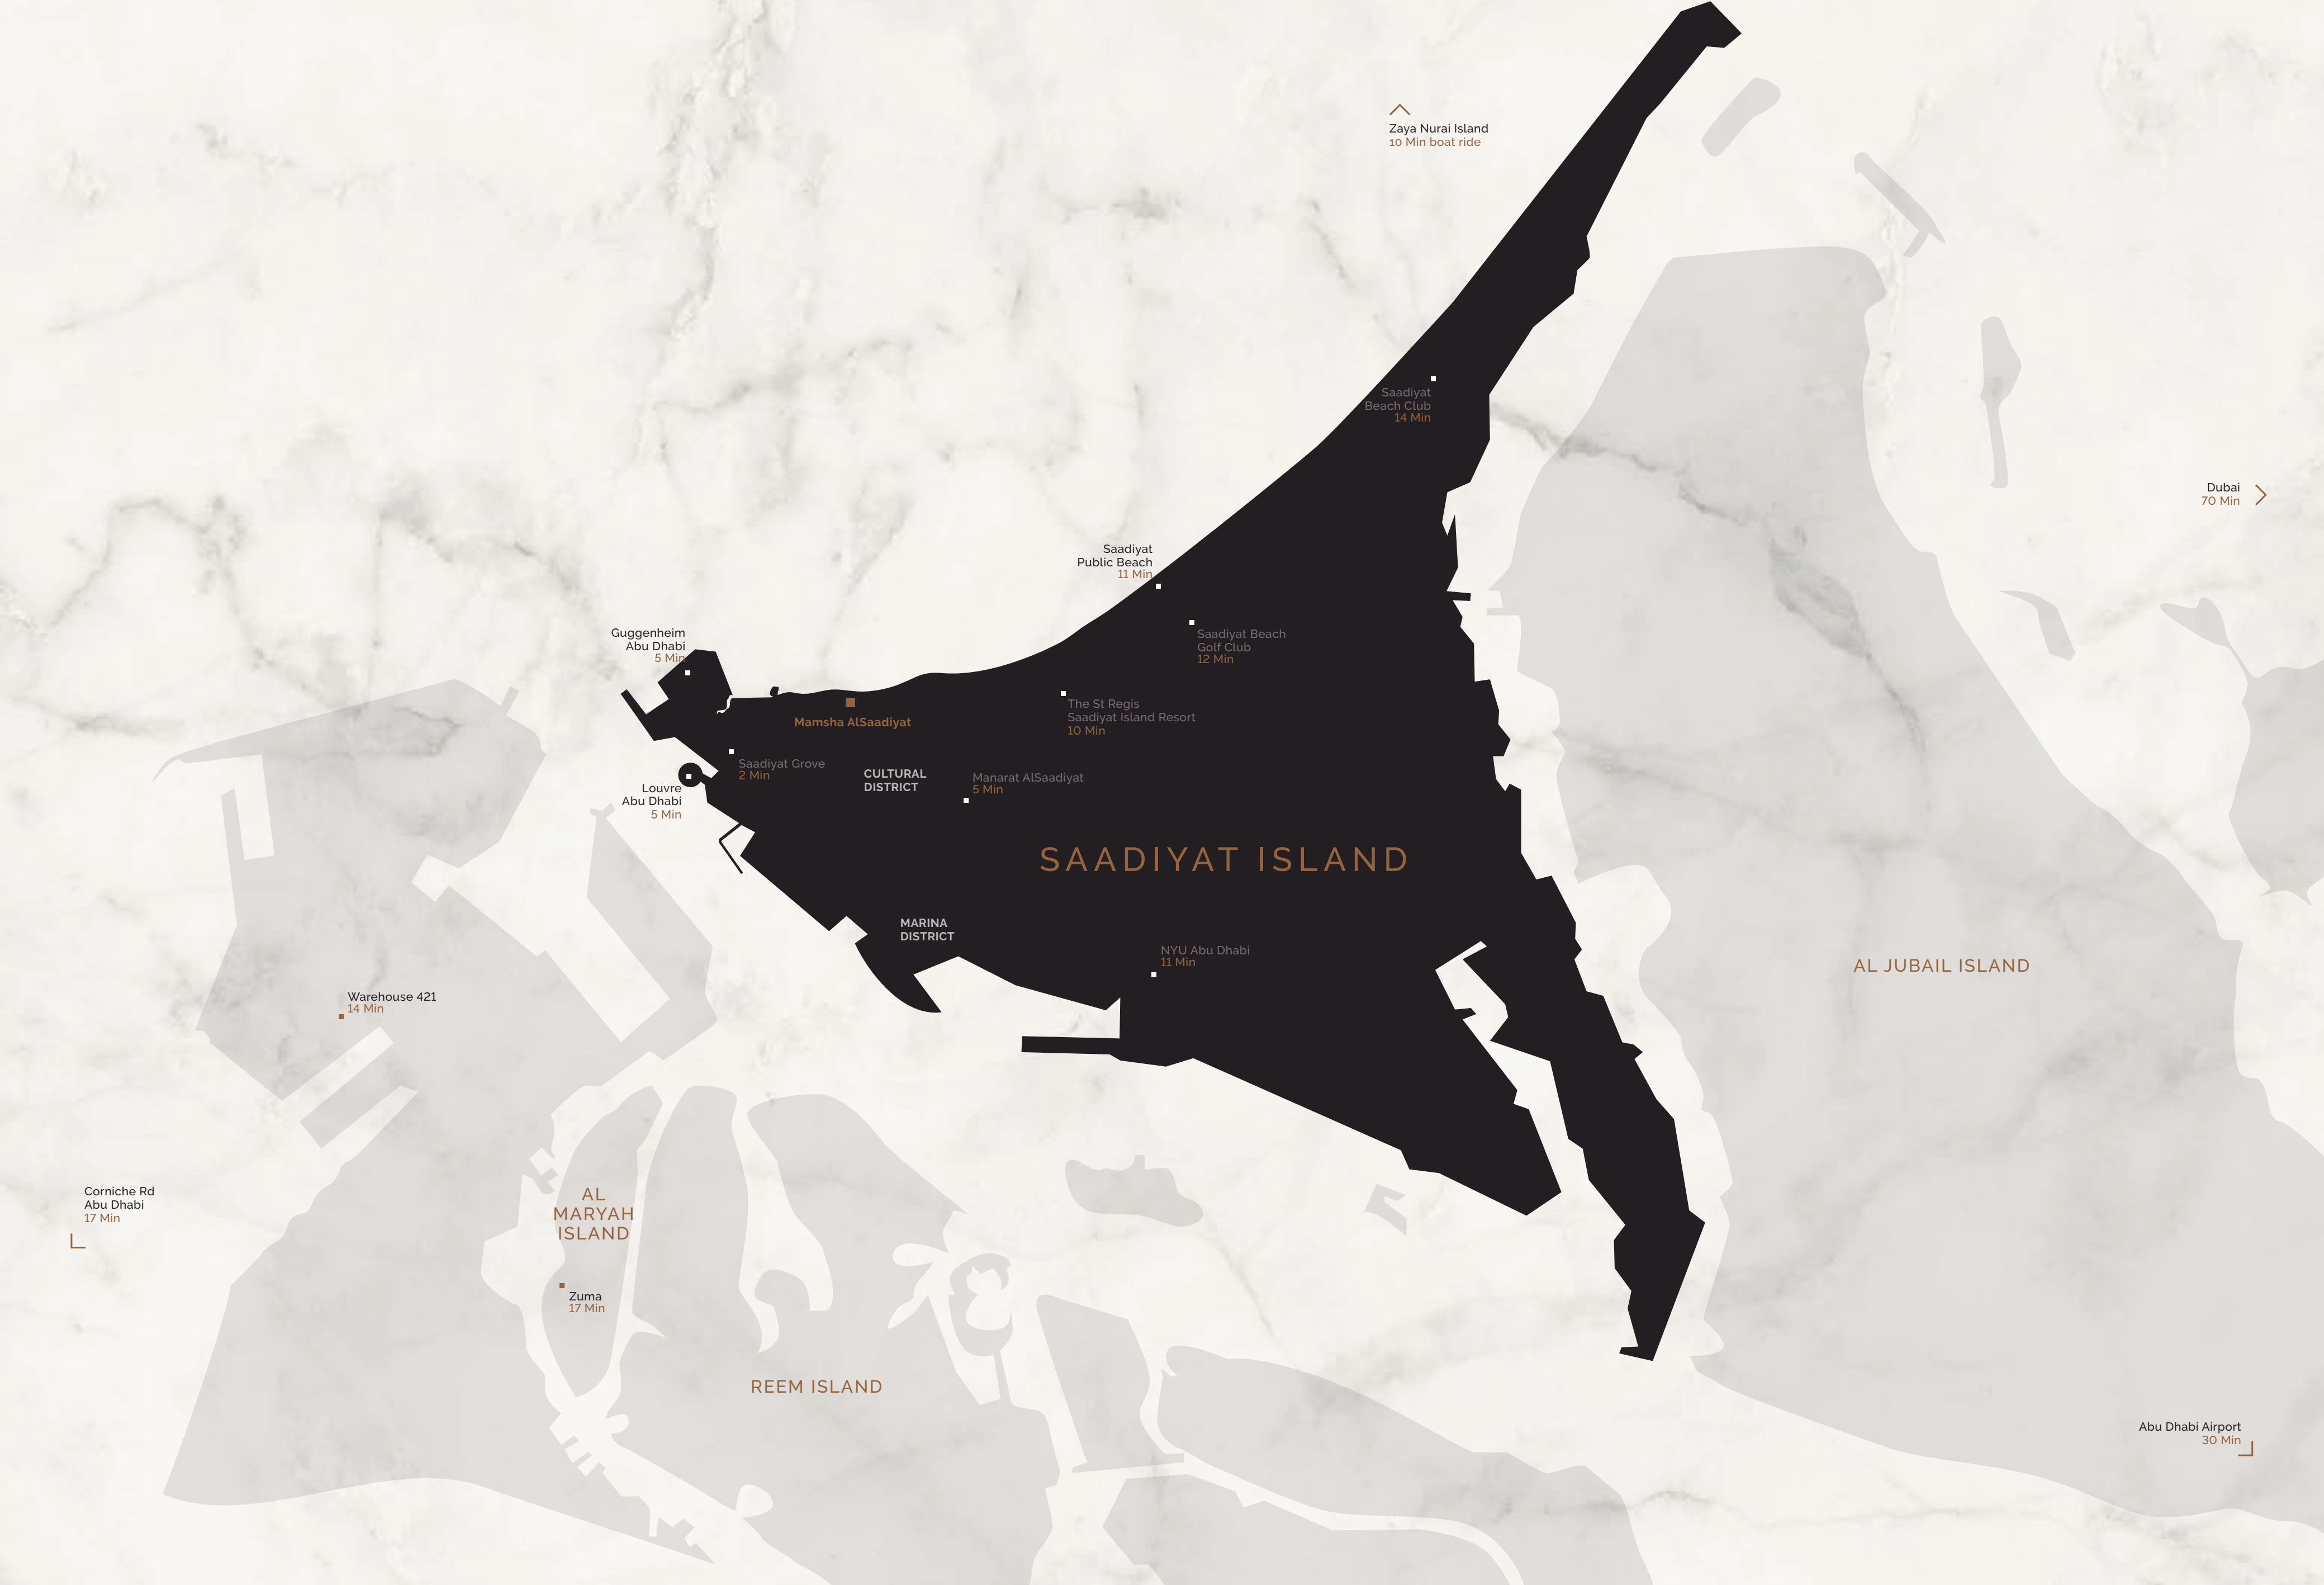 Zaya Nurai Island
10 Min boat ride
Saadiyat
Beach Club
14 Min
Dubai
70 Min
Saadiyat
Public Beach
11 Min
Guggenheim
Abu Dhabi
5 Min
Saadiyat Beach
Golf Club
12 Min
Mamsha AlSaadiyat
The St Regis
Saadiyat Island Resort
10 Min
Saadiyat Grove
2 Min
CULTURAL
DISTRICT
Manarat AlSaadiyat
5 Min
Louvre
Abu Dhabi
5 Min
SAADIYAT ISLAND
MARINA
DISTRICT
NYU Abu Dhabi
11 Min
AL JUBAIL ISLAND
Warehouse 421
14 Min
Corniche Rd
Abu Dhabi
17 Min
AL
MARYAH
ISLAND
Zuma
17 Min
REEM ISLAND
Abu Dhabi Airport
30 Min